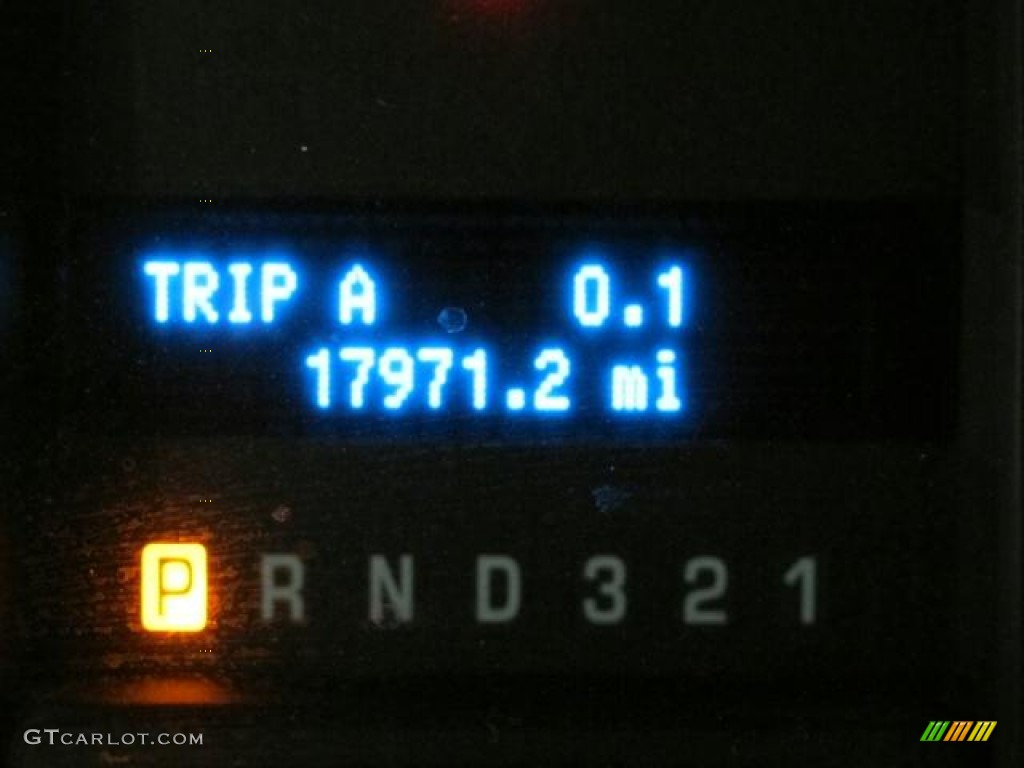 TRIP A 0.1
17971.2 mi
P R N D 3 2 1
GTCARLOT.COM